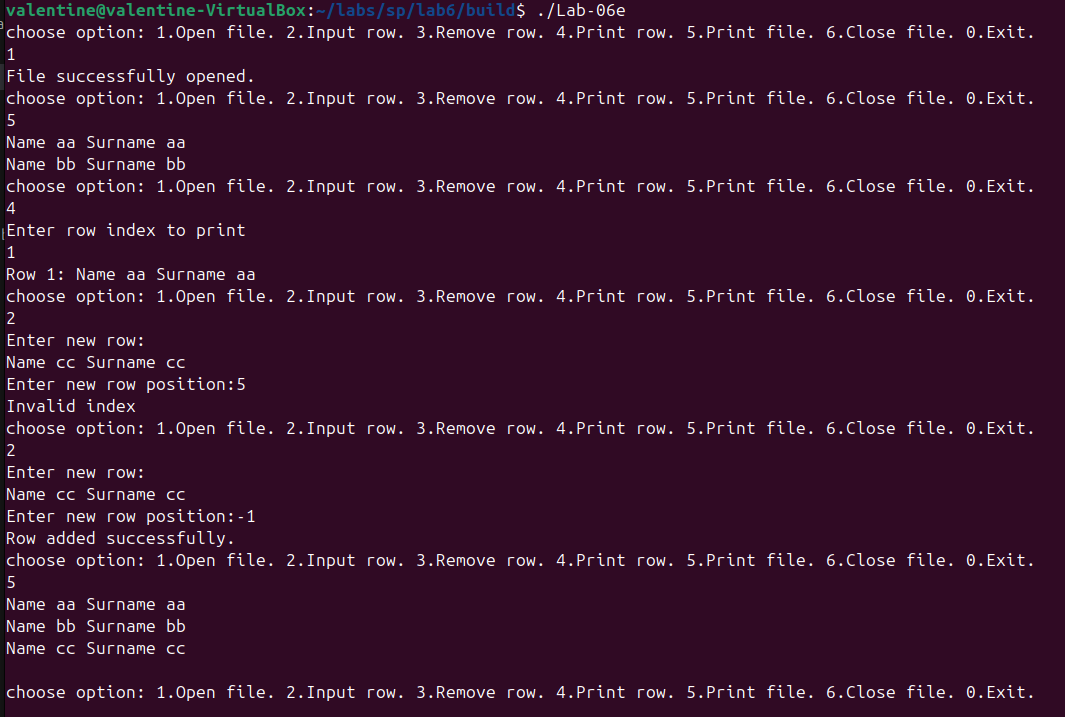 valentine@valentine-VirtualBox:~/labs/sp/lab6/build$ ./Lab-06e
choose option: 1.Open file. 2.Input row. 3.Remove row. 4.Print row. 5.Print file. 6.Close file. 0.Exit.
1
File successfully opened.
choose option: 1.Open file. 2.Input row. 3.Remove row. 4.Print row. 5.Print file. 6.Close file. 0.Exit.
5
Name aa Surname aa
Name bb Surname bb
choose option: 1.Open file. 2.Input row. 3.Remove row. 4.Print row. 5.Print file. 6.Close file. 0.Exit.
4
Enter row index to print
1
Row 1: Name aa Surname aa
choose option: 1.Open file. 2.Input row. 3.Remove row. 4.Print row. 5.Print file. 6.Close file. 0.Exit.
2
Enter new row:
Name cc Surname cc
Enter new row position:5
Invalid index
choose option: 1.Open file. 2.Input row. 3.Remove row. 4.Print row. 5.Print file. 6.Close file. 0.Exit.
2
Enter new row:
Name cc Surname cc
Enter new row position:-1
Row added successfully.
choose option: 1.Open file. 2.Input row. 3.Remove row. 4.Print row. 5.Print file. 6.Close file. 0.Exit.
5
Name aa Surname aa
Name bb Surname bb
Name cc Surname cc
choose option: 1.Open file. 2.Input row. 3.Remove row. 4.Print row. 5.Print file. 6.Close file. 0.Exit.